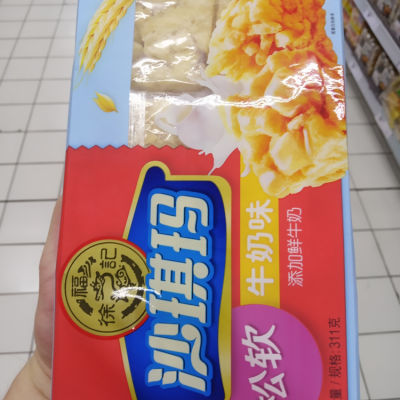 徐福記
沙琪玛
牛奶味
添加鲜牛奶
松软
量/规格:311克